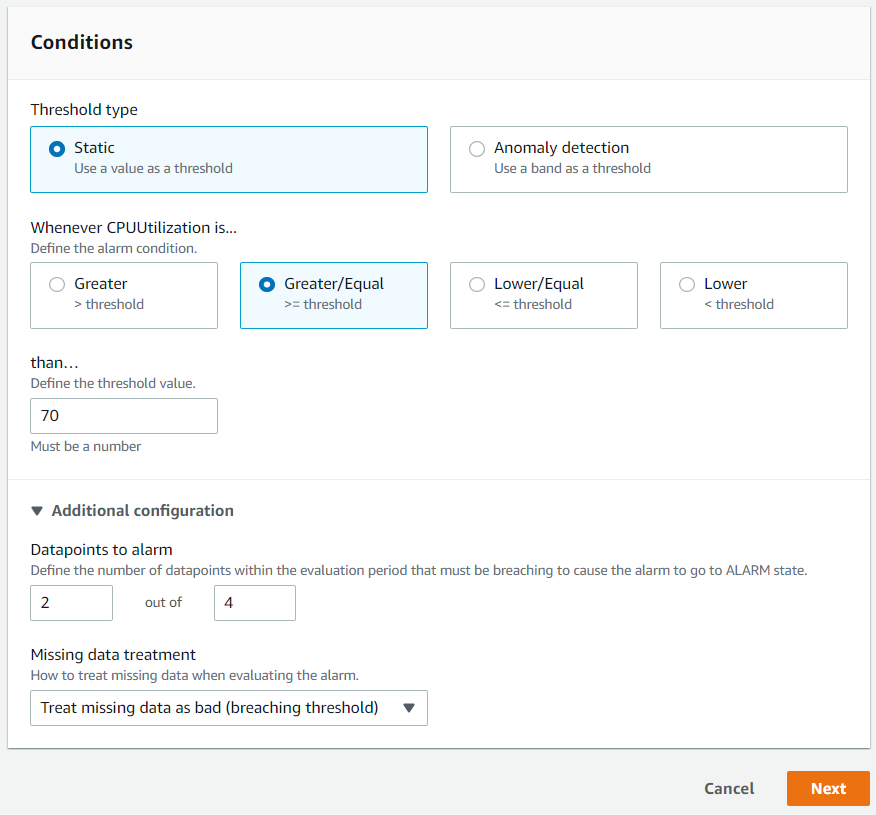 Conditions
Threshold type
Static
Use a value as a threshold
Anomaly detection
Use a band as a threshold
Whenever CPUUtilization is...
Define the alarm condition.
Greater
> threshold
Greater/Equal
>= threshold
Lower/Equal
<= threshold
Lower
< threshold
than…
Define the threshold value.
70
Must be a number
Additional configuration
Datapoints to alarm
Define the number of datapoints within the evaluation period that must be breaching to cause the alarm to go to ALARM state.
2 out of 4
Missing data treatment
How to treat missing data when evaluating the alarm.
Treat missing data as bad (breaching threshold)
Cancel Next